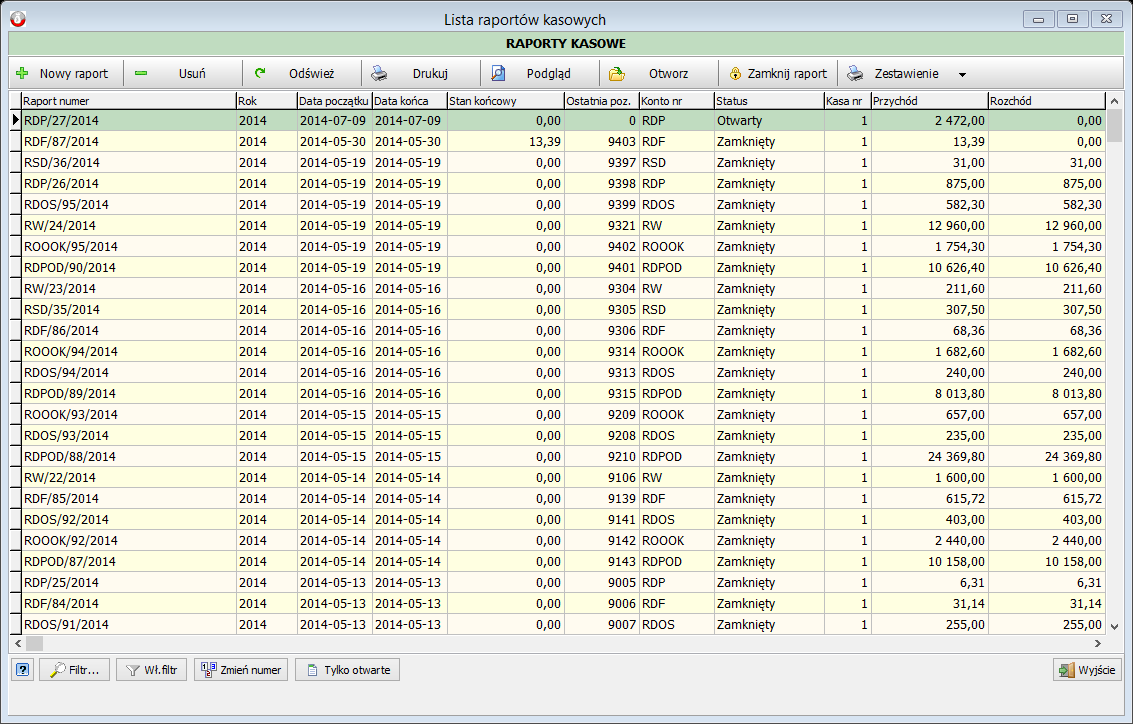 Lista raportów kasowych
RAPORTY KASOWE
Nowy raport Usuń Odśwież Drukuj Podgląd Otworz Zamknij raport Zestawienie
Raport numer Rok Data początku Data końca Stan końcowy Ostatnia poz. Konto nr Status Kasa nr Przychód Rozchód
RDP/27/2014 2014 2014-07-09 2014-07-09 0,00 0 RDP Otwarty 1 2 472,00 0,00
RDF/87/2014 2014 2014-05-30 2014-05-30 13,39 9403 RDF Zamknięty 1 13,39 0,00
RSD/36/2014 2014 2014-05-19 2014-05-19 0,00 9397 RSD Zamknięty 1 31,00 31,00
RDP/26/2014 2014 2014-05-19 2014-05-19 0,00 9398 RDP Zamknięty 1 875,00 875,00
RDOS/95/2014 2014 2014-05-19 2014-05-19 0,00 9399 RDOS Zamknięty 1 582,30 582,30
RW/24/2014 2014 2014-05-19 2014-05-19 0,00 9321 RW Zamknięty 1 12 960,00 12 960,00
ROOOK/95/2014 2014 2014-05-19 2014-05-19 0,00 9402 ROOOK Zamknięty 1 1 754,30 1 754,30
RDPOD/90/2014 2014 2014-05-19 2014-05-19 0,00 9401 RDPOD Zamknięty 1 10 626,40 10 626,40
RW/23/2014 2014 2014-05-16 2014-05-16 0,00 9304 RW Zamknięty 1 211,60 211,60
RSD/35/2014 2014 2014-05-16 2014-05-16 0,00 9305 RSD Zamknięty 1 307,50 307,50
RDF/86/2014 2014 2014-05-16 2014-05-16 0,00 9306 RDF Zamknięty 1 68,36 68,36
ROOOK/94/2014 2014 2014-05-16 2014-05-16 0,00 9314 ROOOK Zamknięty 1 1 682,60 1 682,60
RDOS/94/2014 2014 2014-05-16 2014-05-16 0,00 9313 RDOS Zamknięty 1 240,00 240,00
RDPOD/89/2014 2014 2014-05-16 2014-05-16 0,00 9315 RDPOD Zamknięty 1 8 013,80 8 013,80
ROOOK/93/2014 2014 2014-05-15 2014-05-15 0,00 9209 ROOOK Zamknięty 1 657,00 657,00
RDOS/93/2014 2014 2014-05-15 2014-05-15 0,00 9208 RDOS Zamknięty 1 235,00 235,00
RDPOD/88/2014 2014 2014-05-15 2014-05-15 0,00 9210 RDPOD Zamknięty 1 24 369,80 24 369,80
RW/22/2014 2014 2014-05-14 2014-05-14 0,00 9106 RW Zamknięty 1 1 600,00 1 600,00
RDF/85/2014 2014 2014-05-14 2014-05-14 0,00 9139 RDF Zamknięty 1 615,72 615,72
RDOS/92/2014 2014 2014-05-14 2014-05-14 0,00 9141 RDOS Zamknięty 1 403,00 403,00
ROOOK/92/2014 2014 2014-05-14 2014-05-14 0,00 9142 ROOOK Zamknięty 1 2 440,00 2 440,00
RDPOD/87/2014 2014 2014-05-14 2014-05-14 0,00 9143 RDPOD Zamknięty 1 10 158,00 10 158,00
RDP/25/2014 2014 2014-05-13 2014-05-13 0,00 9005 RDP Zamknięty 1 6,31 6,31
RDF/84/2014 2014 2014-05-13 2014-05-13 0,00 9006 RDF Zamknięty 1 31,14 31,14
RDOS/91/2014 2014 2014-05-13 2014-05-13 0,00 9007 RDOS Zamknięty 1 255,00 255,00
? Filtr... Wł.filtr Zmień numer Tylko otwarte Wyjście